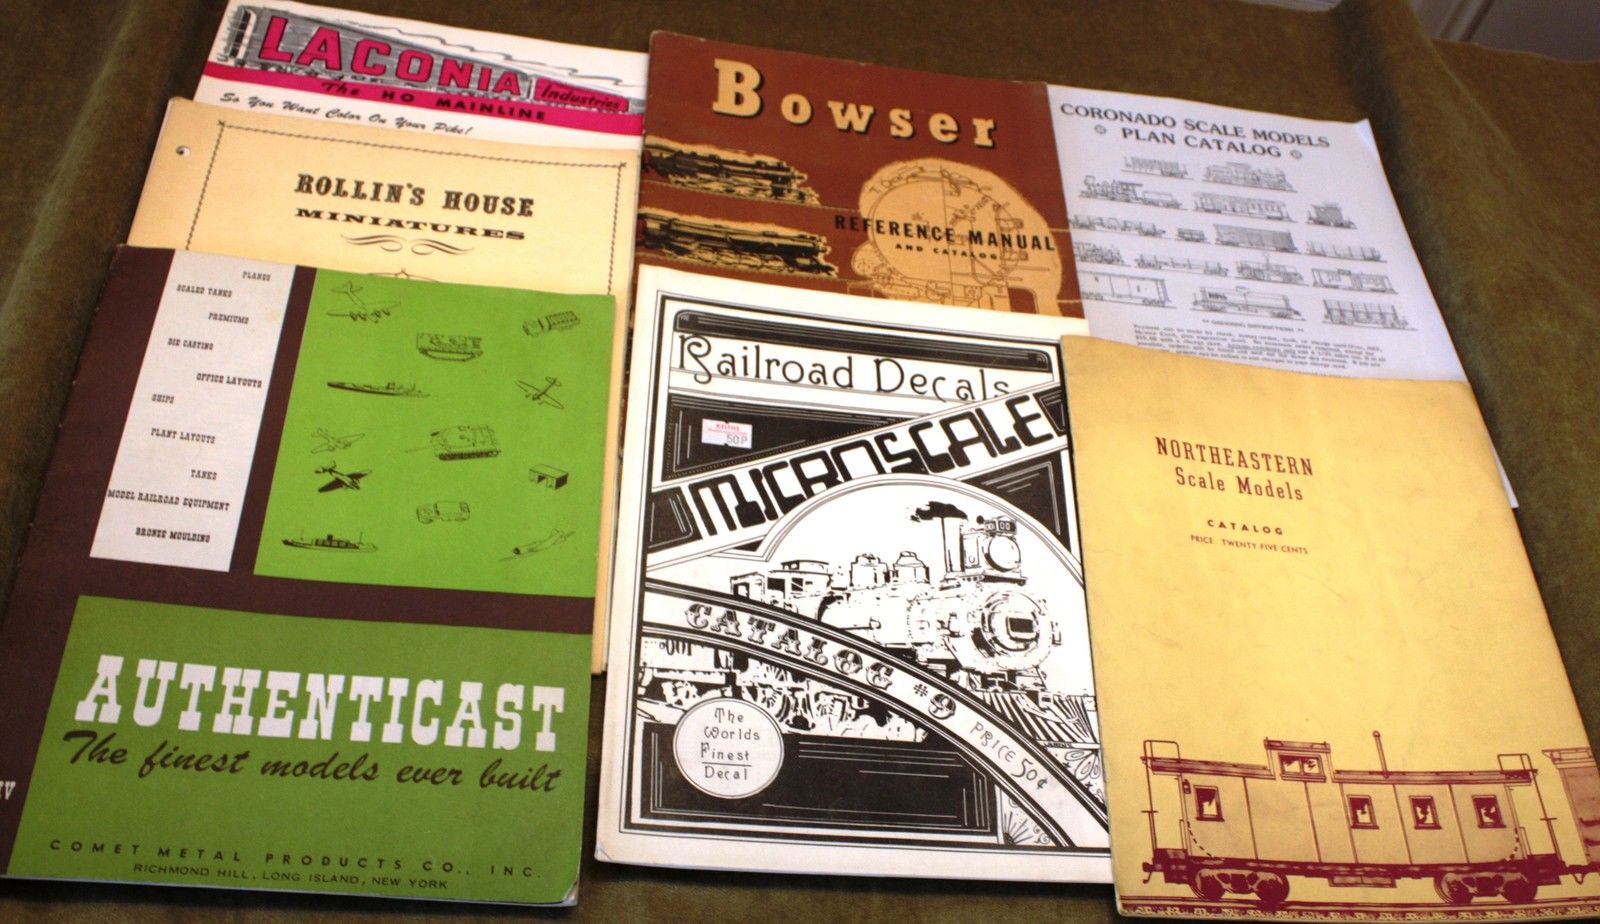 LACONIA
Industries
The HO MAINLINE
So You Want Color On Your Pike!
ROLLIN'S HOUSE
MINIATURES
BOWSER
REFERENCE MANUAL
AND CATALOG
CORONADO SCALE MODELS
PLAN CATALOG
** ORDERING INSTRUCTIONS **
PLANES
SCALED TANKS
PREMIUMS
DIE CASTING
OFFICE LAYOUTS
SHIPS
PLANT LAYOUTS
TANKS
MODEL RAILROAD EQUIPMENT
BRONZE MOULDING
AUTHENTICAST
The finest models ever built
COMET METAL PRODUCTS CO., INC.
RICHMOND HILL, LONG ISLAND, NEW YORK
Railroad Decals
KEITHS
50P
MICROSCALE
CATALOG #9
PRICE 50¢
The
Worlds
Finest
Decal
NORTHEASTERN
Scale Models
CATALOG
PRICE TWENTY-FIVE CENTS